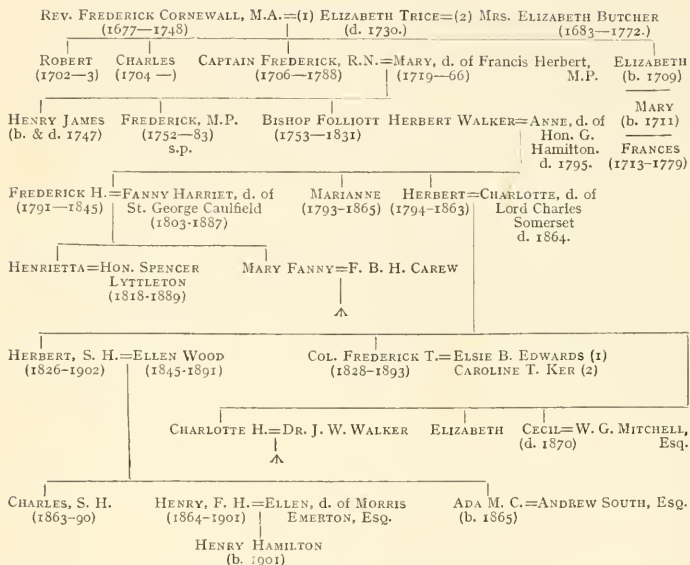 REV. FREDERICK CORNEWALL, M.A.=(1) ELIZABETH TRICE=(2) MRS. ELIZABETH BUTCHER
(1677—1748) (d. 1730.) (1683—1772.)
ROBERT CHARLES CAPTAIN FREDERICK, R.N.=MARY, d. of Francis Herbert, ELIZABETH
(1702—3) (1704 —) (1706—1788) (1719—66) M.P. (b. 1709)
MARY
HENRY JAMES FREDERICK, M.P. BISHOP FOLLIOTT HERBERT WALKER=ANNE, d. of (b. 1711)
(b. & d. 1747) (1752—83) (1753—1831) Hon. G.
s.p. Hamilton. FRANCES
d. 1795. (1713-1779)
FREDERICK H.=FANNY HARRIET, d. of MARIANNE HERBERT=CHARLOTTE, d. of
(1791—1845) St. George Caulfield (1793-1865) (1794-1863) Lord Charles
(1803-1887) Somerset
d. 1864.
HENRIETTA=HON. SPENCER MARY FANNY=F. B. H. CAREW
LYTTLETON
(1818-1889)
HERBERT, S. H.=ELLEN WOOD COL. FREDERICK T.=ELSIE B. EDWARDS (1)
(1826-1902) (1845-1891) (1828-1893) CAROLINE T. KER (2)
CHARLOTTE H.=DR. J. W. WALKER ELIZABETH CECIL=W. G. MITCHELL,
(d. 1870) Esq.
CHARLES, S. H. HENRY, F. H.=ELLEN, d. of MORRIS ADA M. C.=ANDREW SOUTH, ESQ.
(1863-90) (1864-1901) EMERTON, ESQ. (b. 1865)
HENRY HAMILTON
(b. 1901)